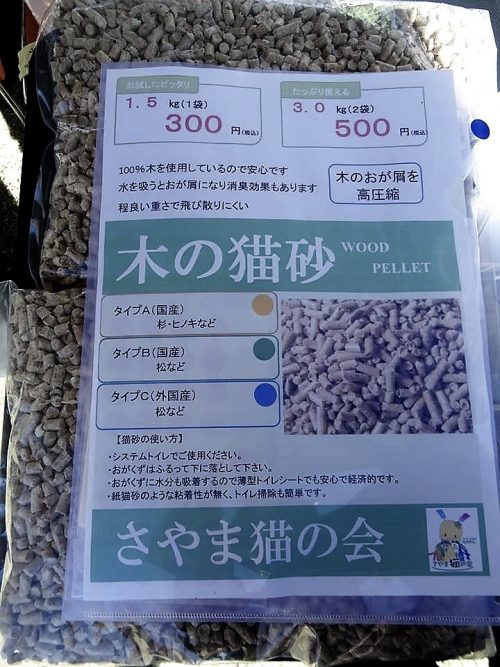 お試しにピッタリ
1.5 kg(1袋)
300 円(税込)
たっぷり使える
3.0 kg(2袋)
500 円(税込)
100%木を使用しているので安心です
水を吸うとおが屑になり消臭効果もあります
程良い重さで飛び散りにくい
木のおが屑を
高圧縮
木の猫砂 WOOD
PELLET
タイプA(国産)
杉・ヒノキなど
タイプB(国産)
松など
タイプC(外国産)
松など
【猫砂の使い方】
・システムトイレでご使用ください。
・おがくずはふるって下に落として下さい。
・おがくずに水分も吸着するので薄型トイレシートでも安心で経済的です。
・紙猫砂のような粘着性が無く、トイレ掃除も簡単です。
さやま猫の会
さやま猫の会